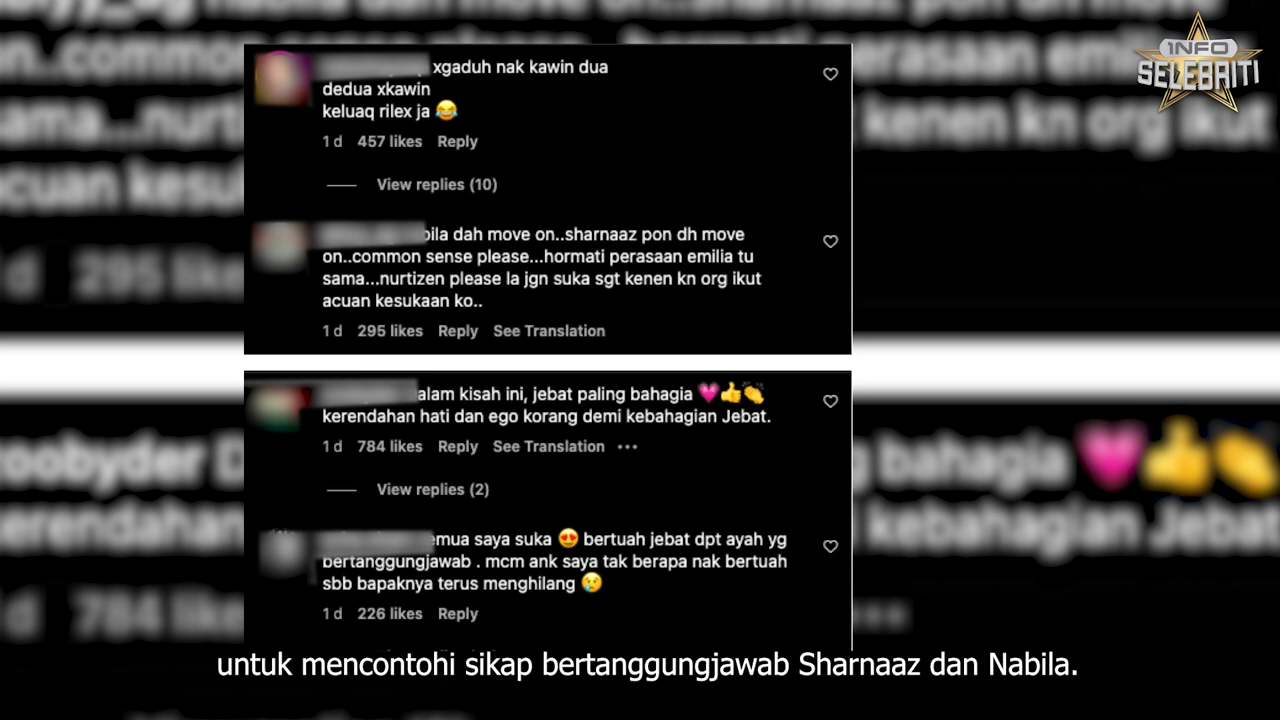 1NFO
SELEBRITI
xgaduh nak kawin dua
dedua xkawin
keluaq rilex ja 😂
1 d 457 likes Reply
View replies (10)
bila dah move on..sharnaaz pon dh move
on..common sense please...hormati perasaan emilia tu
sama...nurtizen please la jgn suka sgt kenen kn org ikut
acuan kesukaan ko..
1 d 295 likes Reply See Translation
alam kisah ini, jebat paling bahagia 💗👍👏
kerendahan hati dan ego korang demi kebahagian Jebat.
1 d 784 likes Reply See Translation •••
View replies (2)
emua saya suka 😍 bertuah jebat dpt ayah yg
bertanggungjawab . mcm ank saya tak berapa nak bertuah
sbb bapaknya terus menghilang 😢
1 d 226 likes Reply
untuk mencontohi sikap bertanggungjawab Sharnaaz dan Nabila.